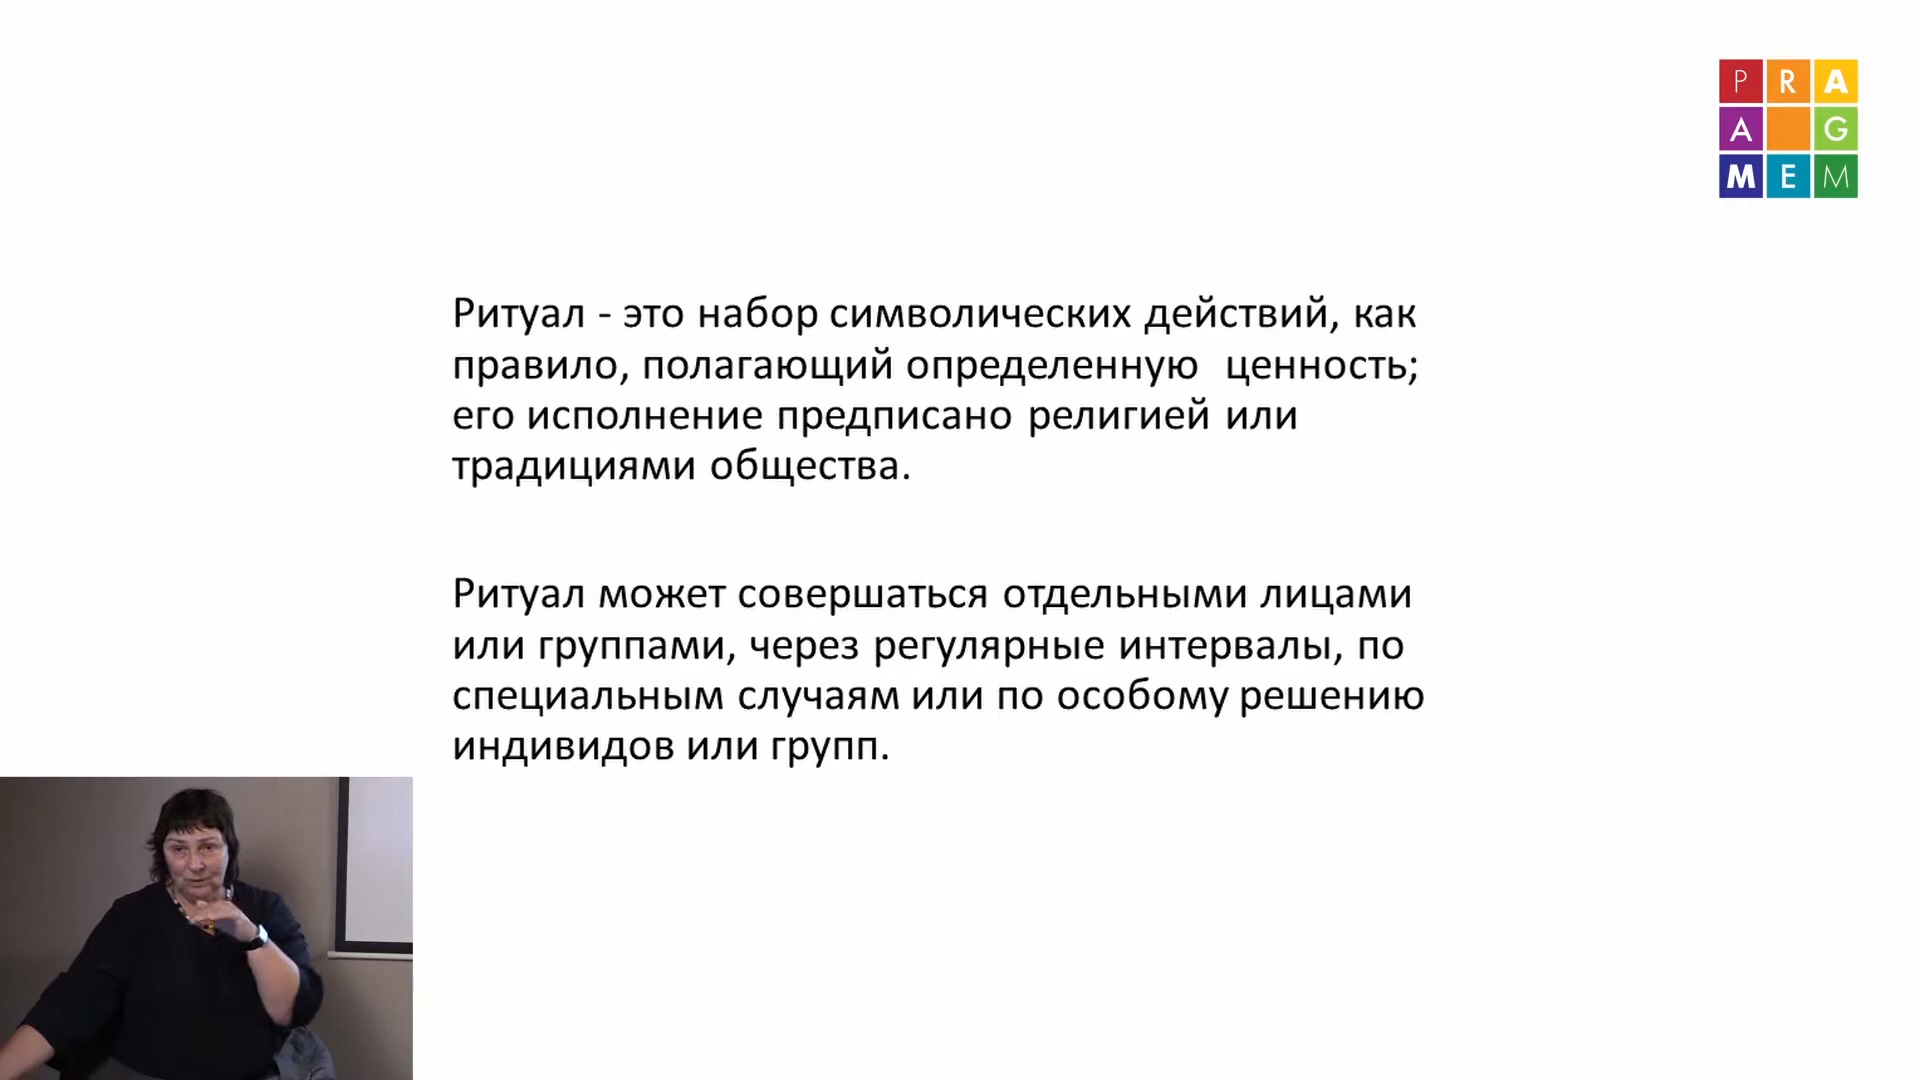 P R A
A G
M E M
Ритуал - это набор символических действий, как
правило, полагающий определенную  ценность;
его исполнение предписано религией или
традициями общества.
Ритуал может совершаться отдельными лицами
или группами, через регулярные интервалы, по
специальным случаям или по особому решению
индивидов или групп.